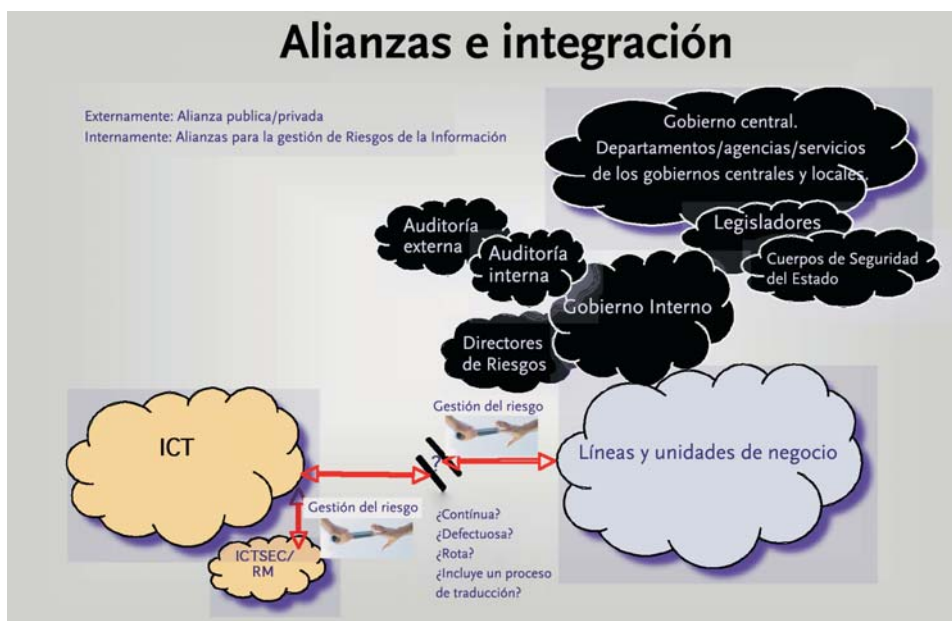 Alianzas e integración
Externamente: Alianza publica/privada
Internamente: Alianzas para la gestión de Riesgos de la Información
Gobierno central.
Departamentos/agencias/servicios
de los gobiernos centrales y locales.
Legisladores
Cuerpos de Seguridad
del Estado
Auditoría
externa
Auditoría
interna
Gobierno Interno
Directores
de Riesgos
Gestión del riesgo
ICT
?
Líneas y unidades de negocio
Gestión del riesgo
ICTSEC/
RM
¿Contínua?
¿Defectuosa?
¿Rota?
¿Incluye un proceso
de traducción?